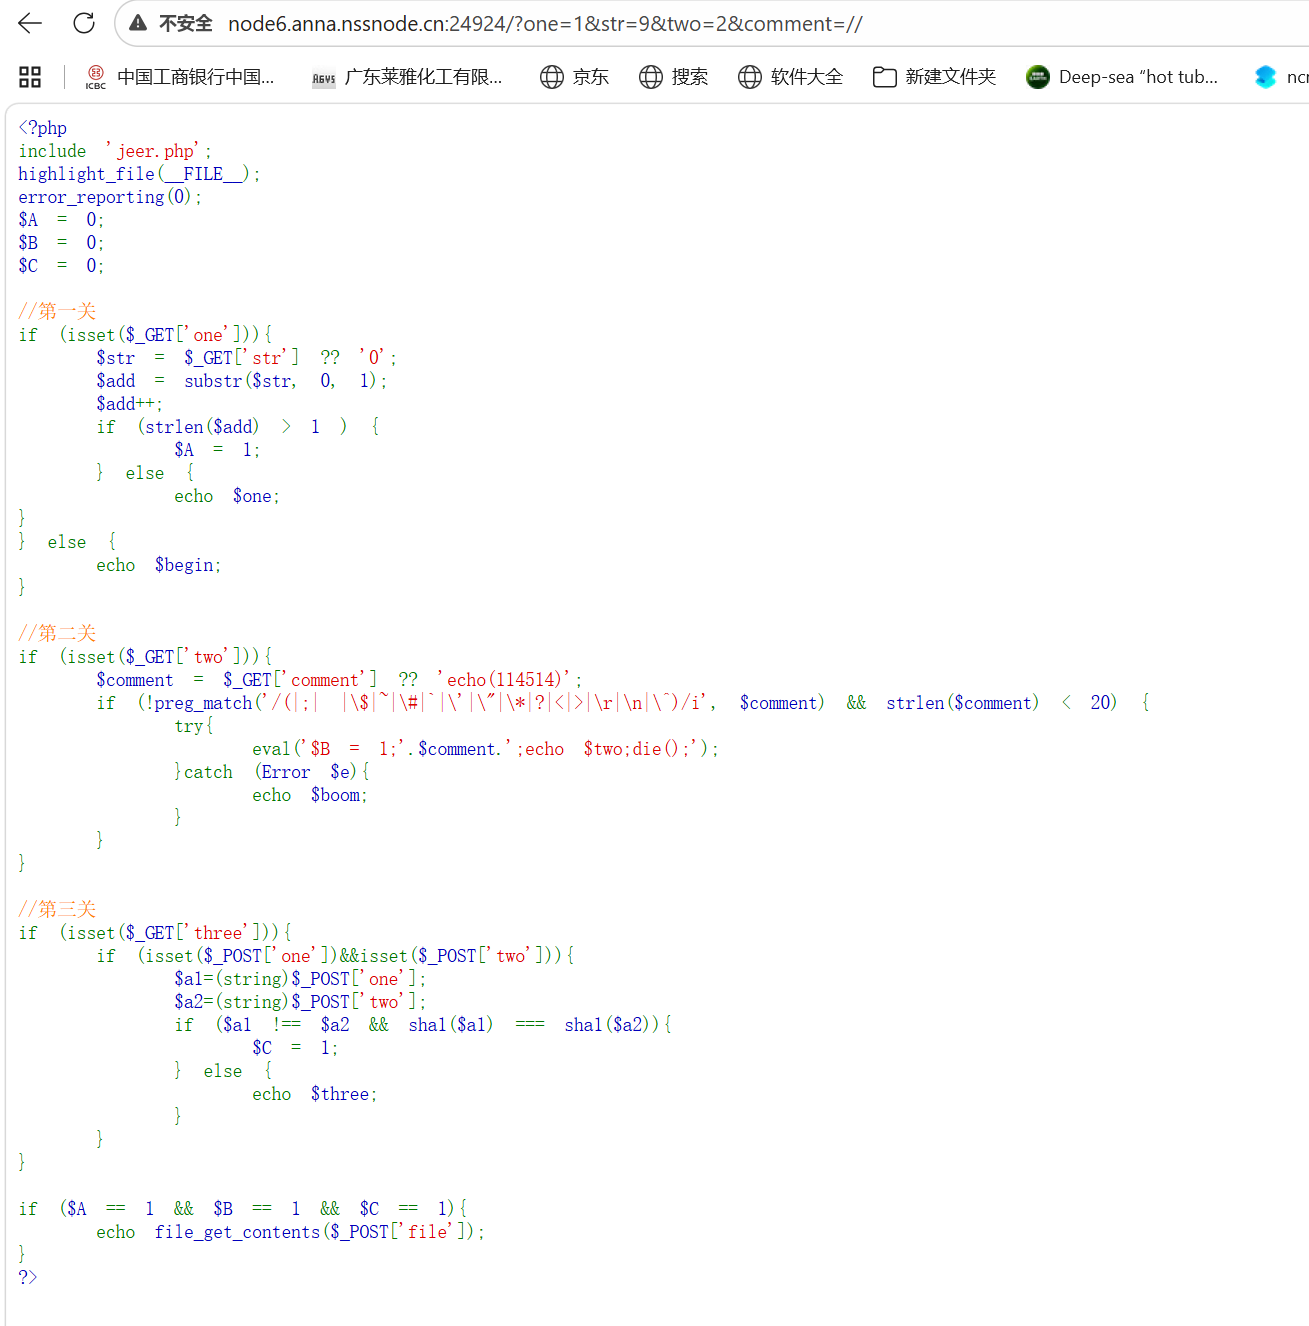 不安全 node6.anna.nssnode.cn:24924/?one=1&str=9&two=2&comment=//
ICBC 中国工商银行中国... R&YS 广东莱雅化工有限... 京东 搜索 软件大全 新建文件夹 Deep-sea “hot tub... ncr
<?php
include 'jeer.php';
highlight_file(__FILE__);
error_reporting(0);
$A = 0;
$B = 0;
$C = 0;
//第一关
if (isset($_GET['one'])){
$str = $_GET['str'] ?? '0';
$add = substr($str, 0, 1);
$add++;
if (strlen($add) > 1 ) {
$A = 1;
} else {
echo $one;
}
} else {
echo $begin;
}
//第二关
if (isset($_GET['two'])){
$comment = $_GET['comment'] ?? 'echo(114514)';
if (!preg_match('/(|;| |\$|~|\#|`|\'|\"|\*|?|<|>|\r|\n|\^)/i', $comment) && strlen($comment) < 20) {
try{
eval('$B = 1;'.$comment.';echo $two;die();');
}catch (Error $e){
echo $boom;
}
}
}
//第三关
if (isset($_GET['three'])){
if (isset($_POST['one'])&&isset($_POST['two'])){
$a1=(string)$_POST['one'];
$a2=(string)$_POST['two'];
if ($a1 !== $a2 && sha1($a1) === sha1($a2)){
$C = 1;
} else {
echo $three;
}
}
}
if ($A == 1 && $B == 1 && $C == 1){
echo file_get_contents($_POST['file']);
}
?>